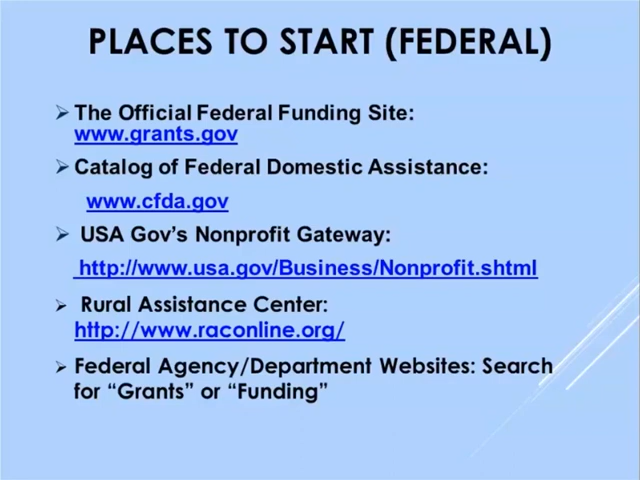 PLACES TO START (FEDERAL)
➢ The Official Federal Funding Site:
www.grants.gov
➢ Catalog of Federal Domestic Assistance:
www.cfda.gov
➢ USA Gov’s Nonprofit Gateway:
http://www.usa.gov/Business/Nonprofit.shtml
➢ Rural Assistance Center:
http://www.raconline.org/
➢ Federal Agency/Department Websites: Search
for “Grants” or “Funding”